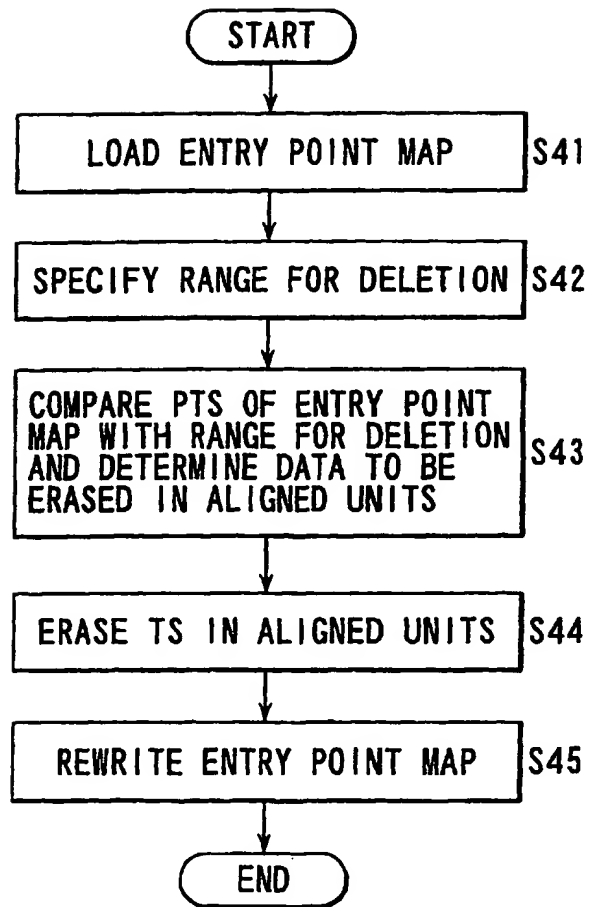 START
LOAD ENTRY POINT MAP
S41
SPECIFY RANGE FOR DELETION
S42
COMPARE PTS OF ENTRY POINT
MAP WITH RANGE FOR DELETION
AND DETERMINE DATA TO BE
ERASED IN ALIGNED UNITS
S43
ERASE TS IN ALIGNED UNITS
S44
REWRITE ENTRY POINT MAP
S45
END